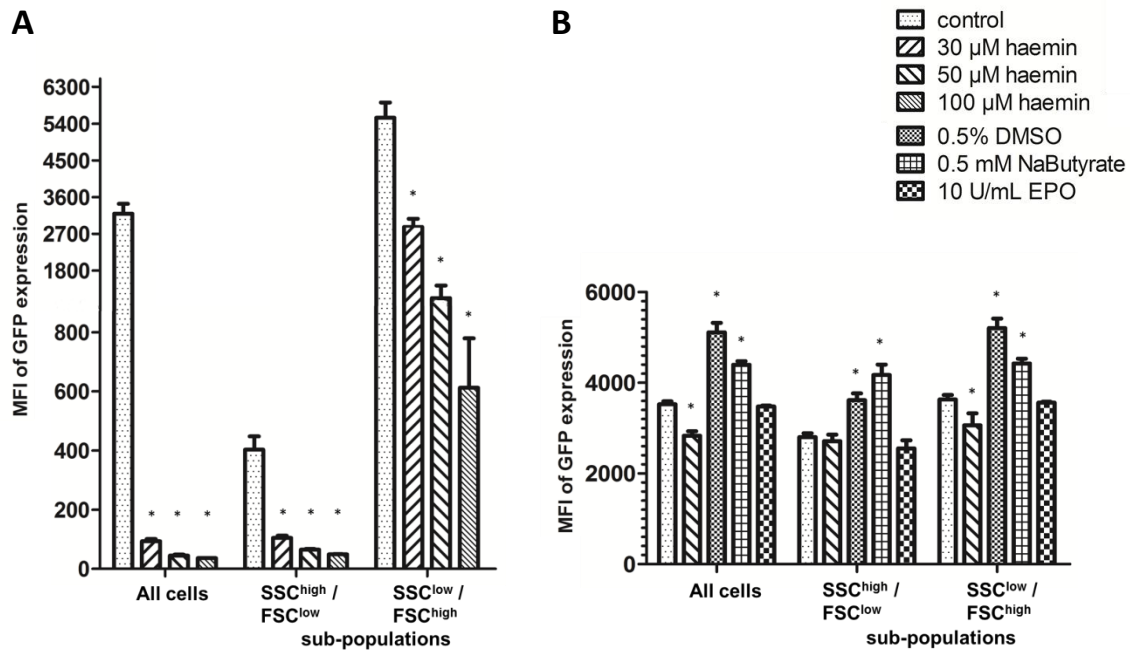 A
MFI of GFP expression
6300
5400
4500
3600
2700
1800
800
600
400
200
0
* * *
* * *
* * *
All cells
SSChigh /
FSClow
SSClow /
FSChigh
sub-populations
B
control
30 µM haemin
50 µM haemin
100 µM haemin
0.5% DMSO
0.5 mM NaButyrate
10 U/mL EPO
MFI of GFP expression
6000
4000
2000
0
* * *
* *
* * *
All cells
SSChigh /
FSClow
SSClow /
FSChigh
sub-populations